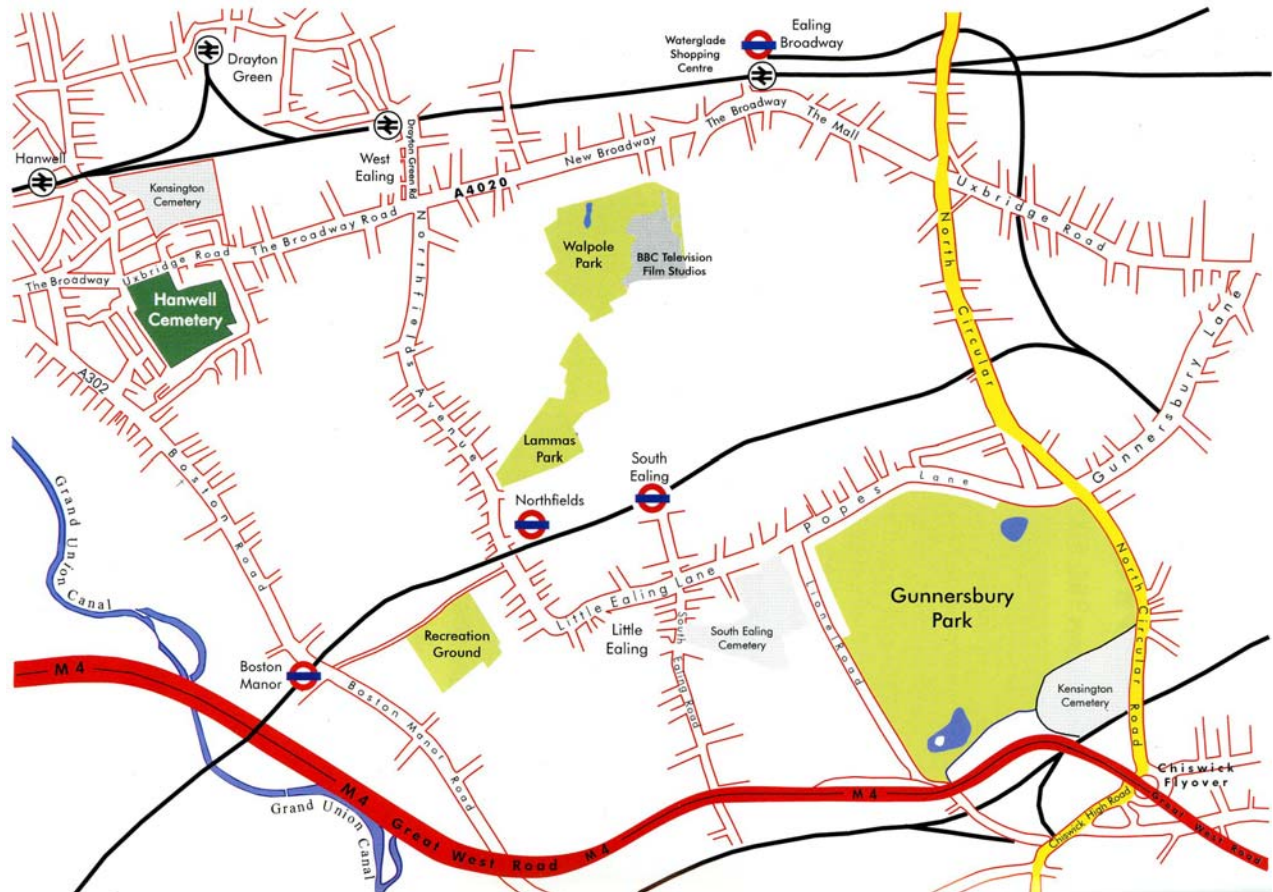 Ealing
Broadway
Waterglade
Shopping
Centre
Drayton
Green
Hanwell
West
Ealing
Drayton Green Rd
Kensington
Cemetery
The Broadway
The Mall
New Broadway
A4020
Uxbridge
Road
The Broadway Road
Uxbridge Road
The Broadway
Walpole
Park
BBC Television
Film Studios
Hanwell
Cemetery
A302
Northfields Avenue
North Circular
Gunnersbury Lane
Boston Road
Lammas
Park
South
Ealing
Northfields
Popes Lane
Grand Union Canal
Little Ealing Lane
Little
Ealing
South Ealing
Cemetery
South Ealing Road
Lionel Road
Gunnersbury
Park
North Circular Road
Recreation
Ground
Boston
Manor
Boston Manor Road
Kensington
Cemetery
M4
M4
Great West Road
M4
M4
Grand Union Canal
Chiswick
Flyover
Chiswick High Road
Great West Road